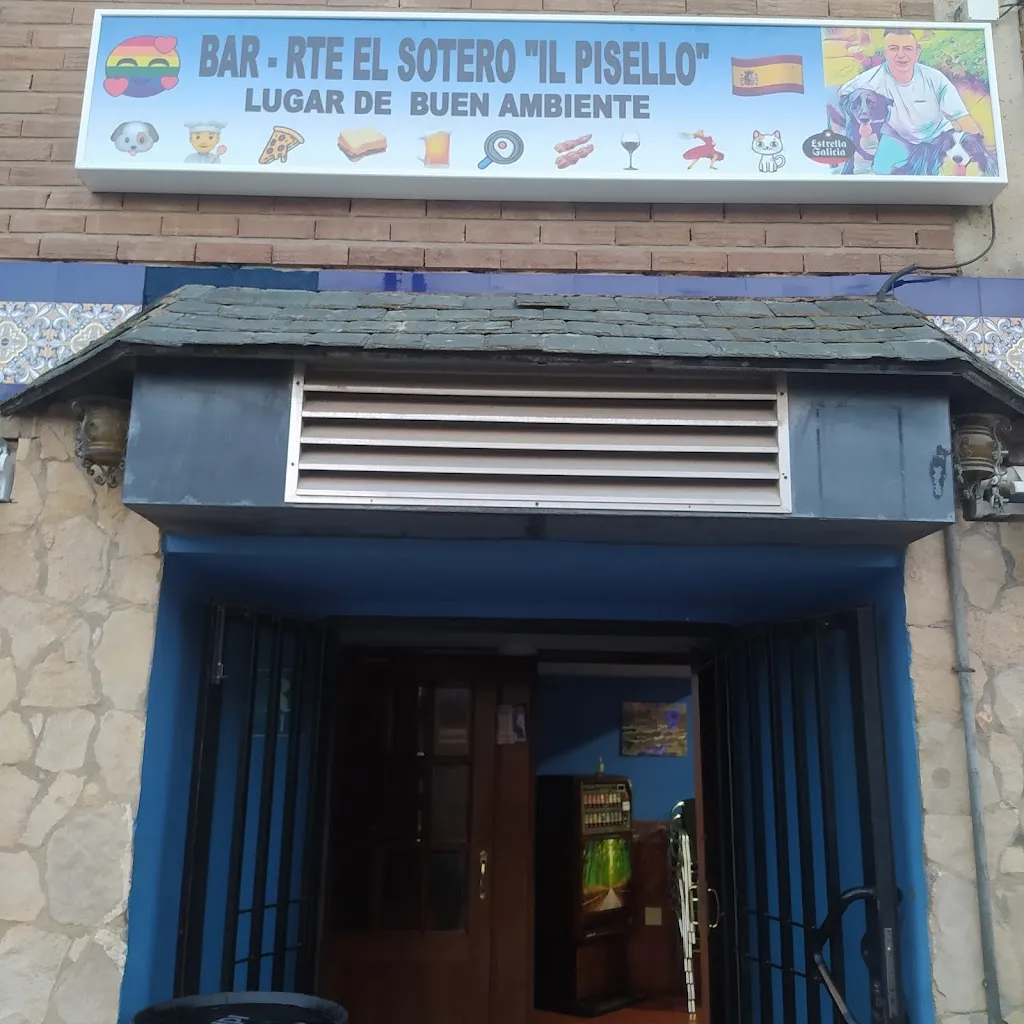 BAR - RTE EL SOTERO "IL PISELLO"
LUGAR DE BUEN AMBIENTE
Estrella
Galicia